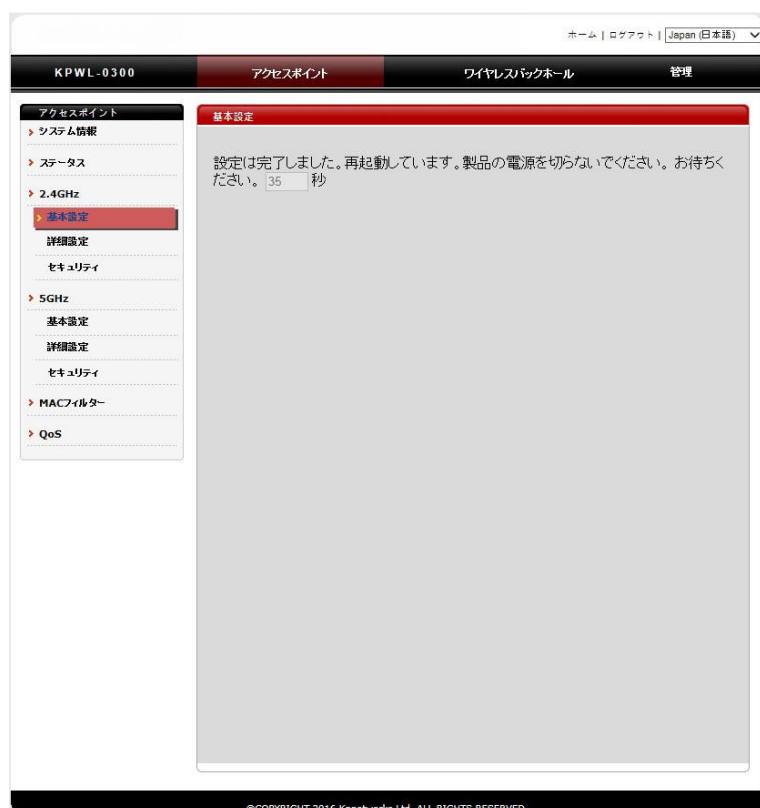 ホーム | ログアウト | Japan (日本語)
KPWL-0300 アクセスポイント ワイヤレスバックホール 管理
アクセスポイント
システム情報
ステータス
2.4GHz
基本設定
詳細設定
セキュリティ
5GHz
基本設定
詳細設定
セキュリティ
MACフィルター
QoS
基本設定
設定は完了しました。再起動しています。製品の電源を切らないでください。お待ちく
ださい。 35 秒
©COPYRIGHT 2016 Ltd. ALL RIGHTS RESERVED